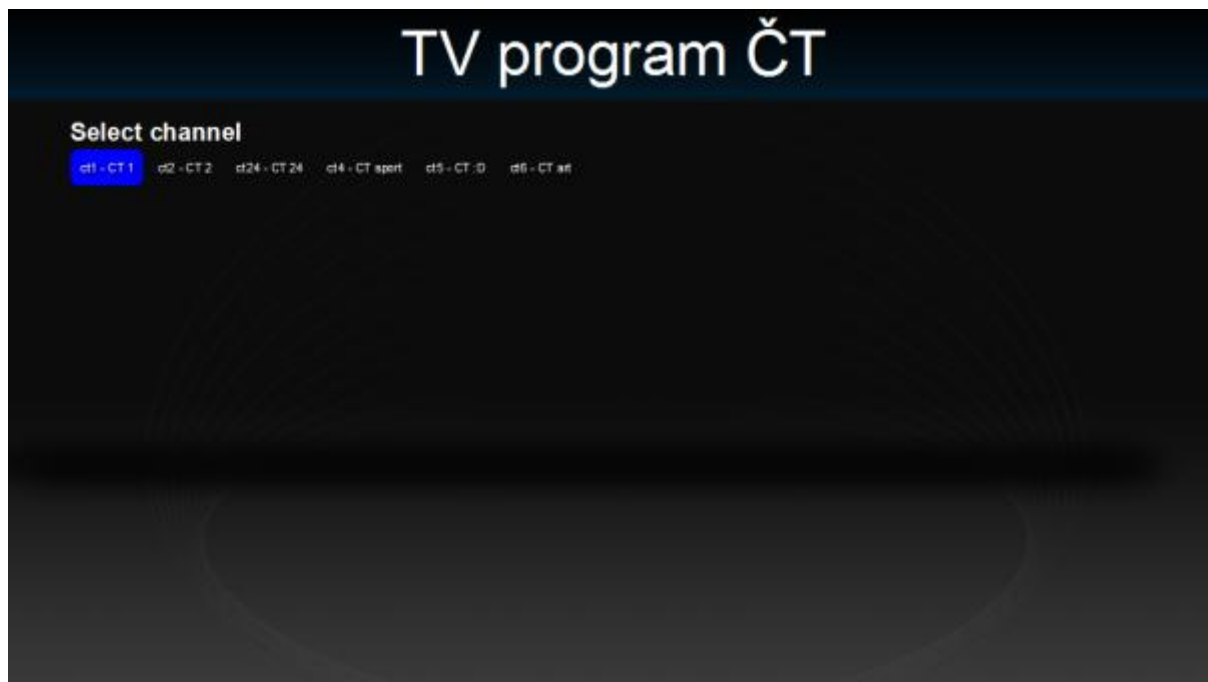 TV program ČT
Select channel
ct1 - CT 1 ct2 - CT 2 ct24 - CT 24 ct4 - CT sport ct5 - CT :D ct6 - CT art